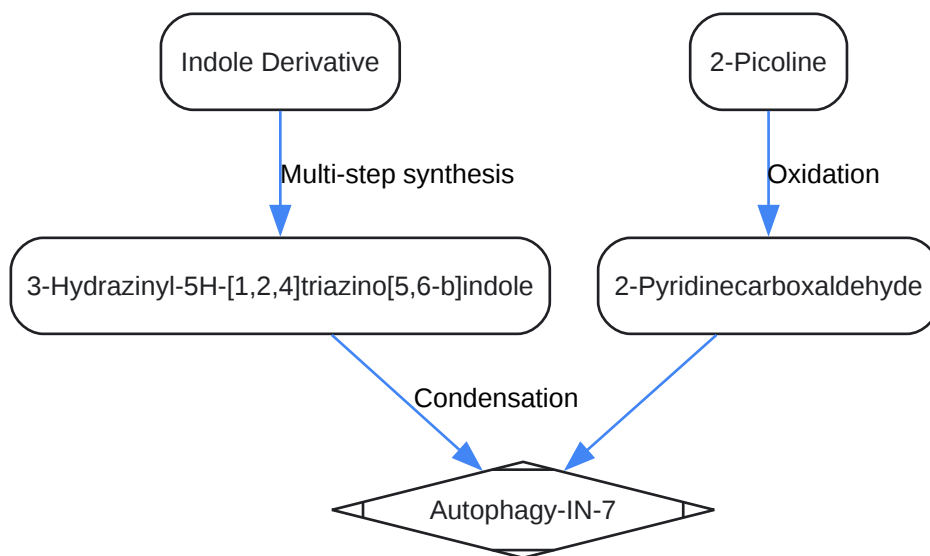 Indole Derivative
2-Picoline
Multi-step synthesis
Oxidation
3-Hydrazinyl-5H-[1,2,4]triazino[5,6-b]indole
2-Pyridinecarboxaldehyde
Condensation
Autophagy-IN-7